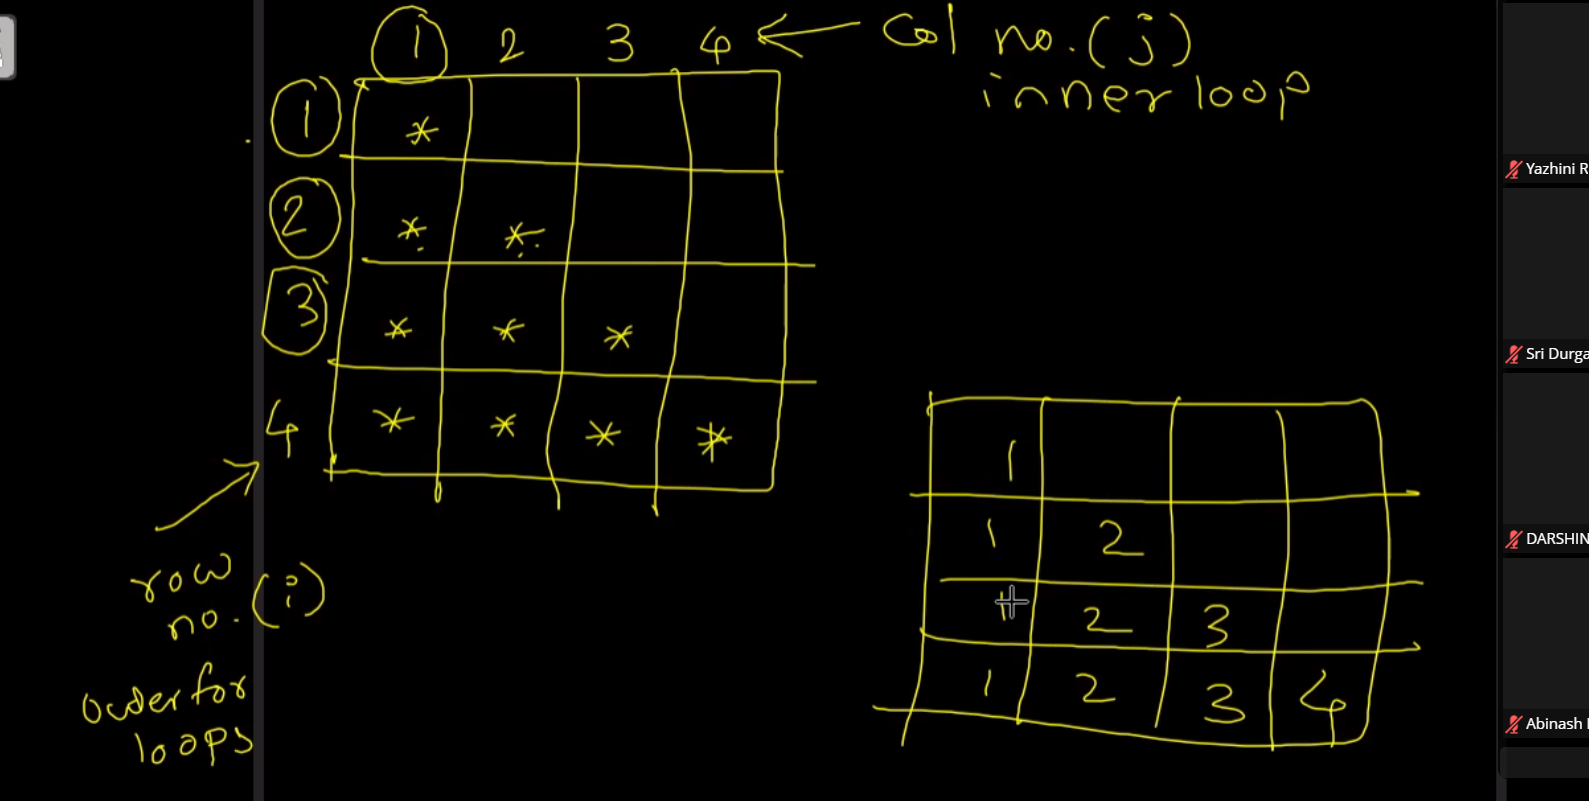 1 2 3 4 ← Col no. (j)
inner loop
1 *
2 * *
3 * * *
4 * * * *
row
no. (i)
outer for
loops
1
1 2
1 2 3
1 2 3 4
Yazhini R
Sri Durga
DARSHIN
Abinash